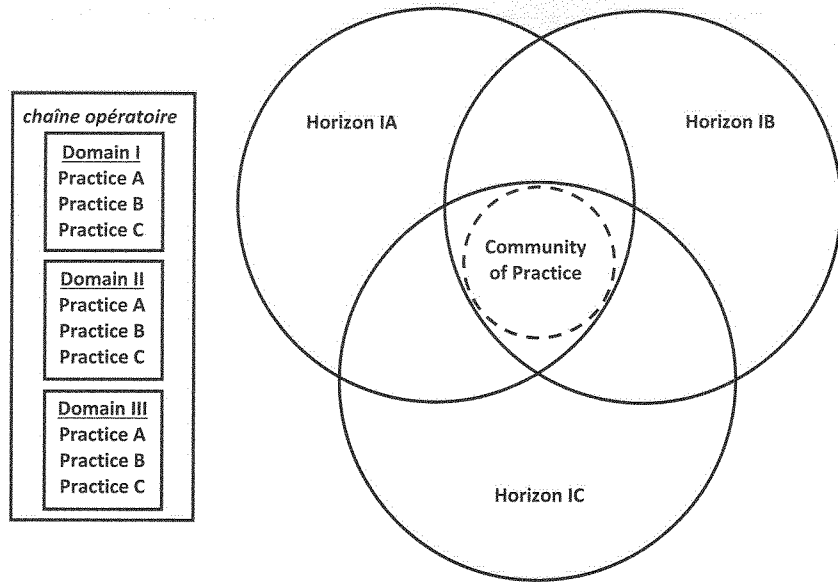 chaîne opératoire
Domain I
Practice A
Practice B
Practice C
Domain II
Practice A
Practice B
Practice C
Domain III
Practice A
Practice B
Practice C
Horizon IA
Horizon IB
Community
of Practice
Horizon IC